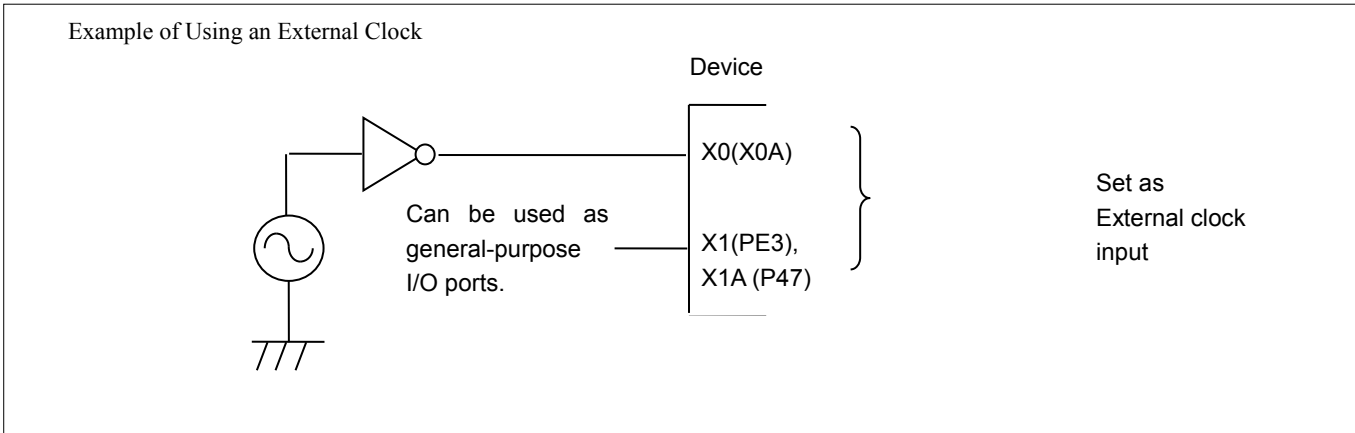 Example of Using an External Clock
Device
X0(X0A)
Can be used as
general-purpose
I/O ports.
X1(PE3),
X1A (P47)
Set as
External clock
input